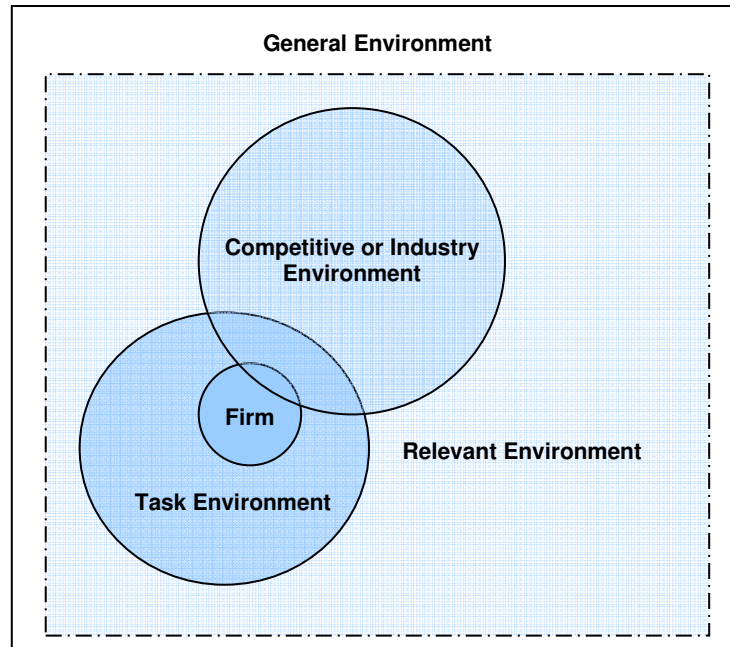 General Environment
Competitive or Industry
Environment
Firm
Relevant Environment
Task Environment